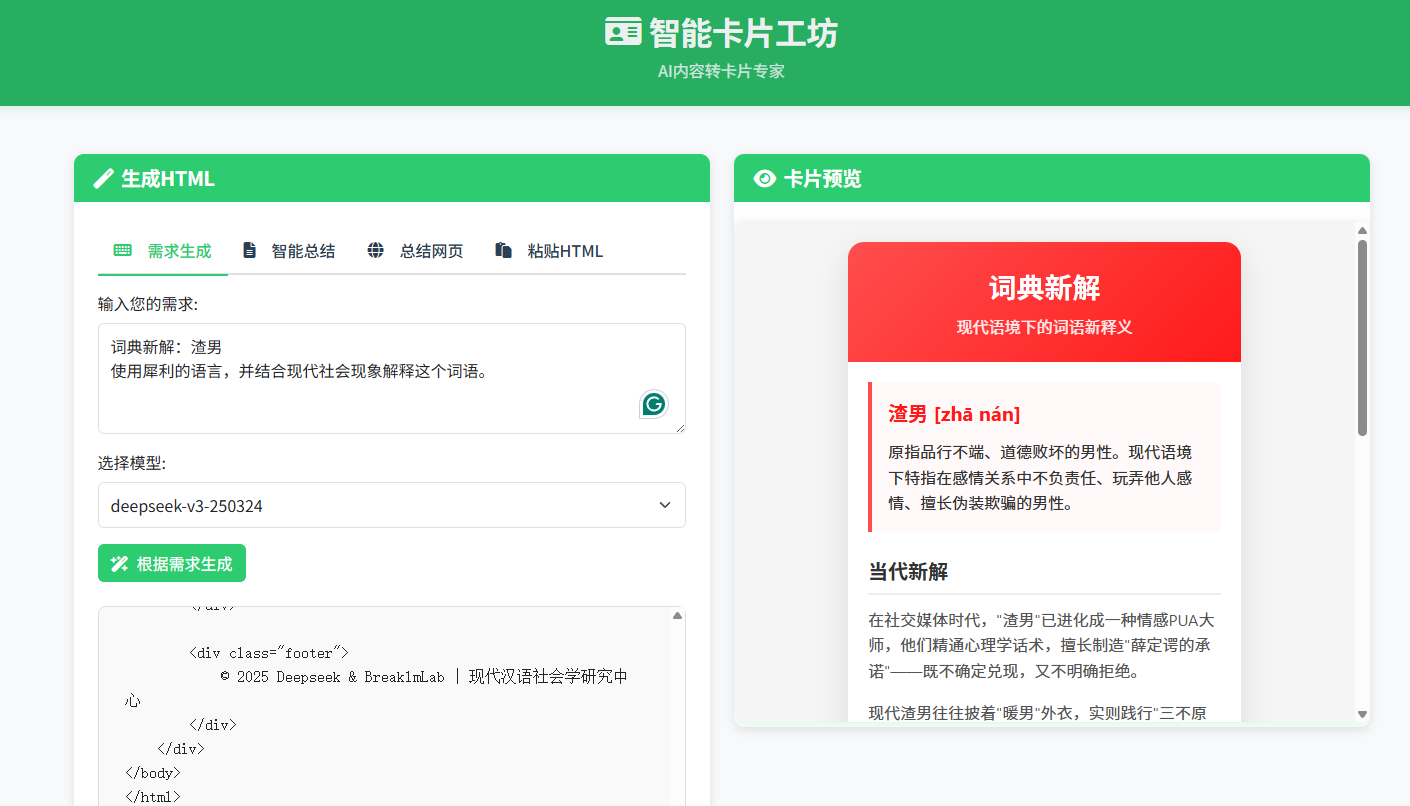 智能卡片工坊
AI内容转卡片专家
生成HTML
需求生成
智能总结
总结网页
粘贴HTML
输入您的需求:
词典新解：渣男
使用犀利的语言，并结合现代社会现象解释这个词语。
选择模型:
deepseek-v3-250324
根据需求生成
</div>
<div class="footer">
© 2025 Deepseek & Break1mLab | 现代汉语社会学研究中
心
</div>
</div>
</body>
</html>
卡片预览
词典新解
现代语境下的词语新释义
渣男 [zhā nán]
原指品行不端、道德败坏的男性。现代语境
下特指在感情关系中不负责任、玩弄他人感
情、擅长伪装欺骗的男性。
当代新解
在社交媒体时代，"渣男"已进化成一种情感PUA大
师，他们精通心理学话术，擅长制造"薛定谔的承
诺"——既不确定兑现，又不明确拒绝。
现代渣男往往披着"暖男"外衣，实则践行"三不原